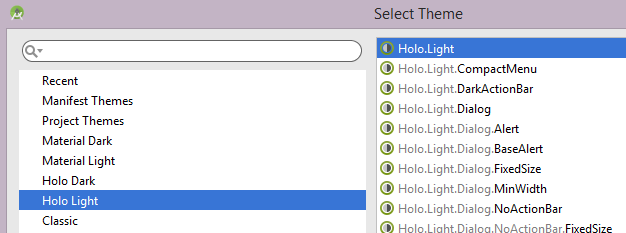 Select Theme
Recent
Manifest Themes
Project Themes
Material Dark
Material Light
Holo Dark
Holo Light
Classic
Holo.Light
Holo.Light.CompactMenu
Holo.Light.DarkActionBar
Holo.Light.Dialog
Holo.Light.Dialog.Alert
Holo.Light.Dialog.BaseAlert
Holo.Light.Dialog.FixedSize
Holo.Light.Dialog.MinWidth
Holo.Light.Dialog.NoActionBar
Holo.Light.Dialog.NoActionBar.FixedSize